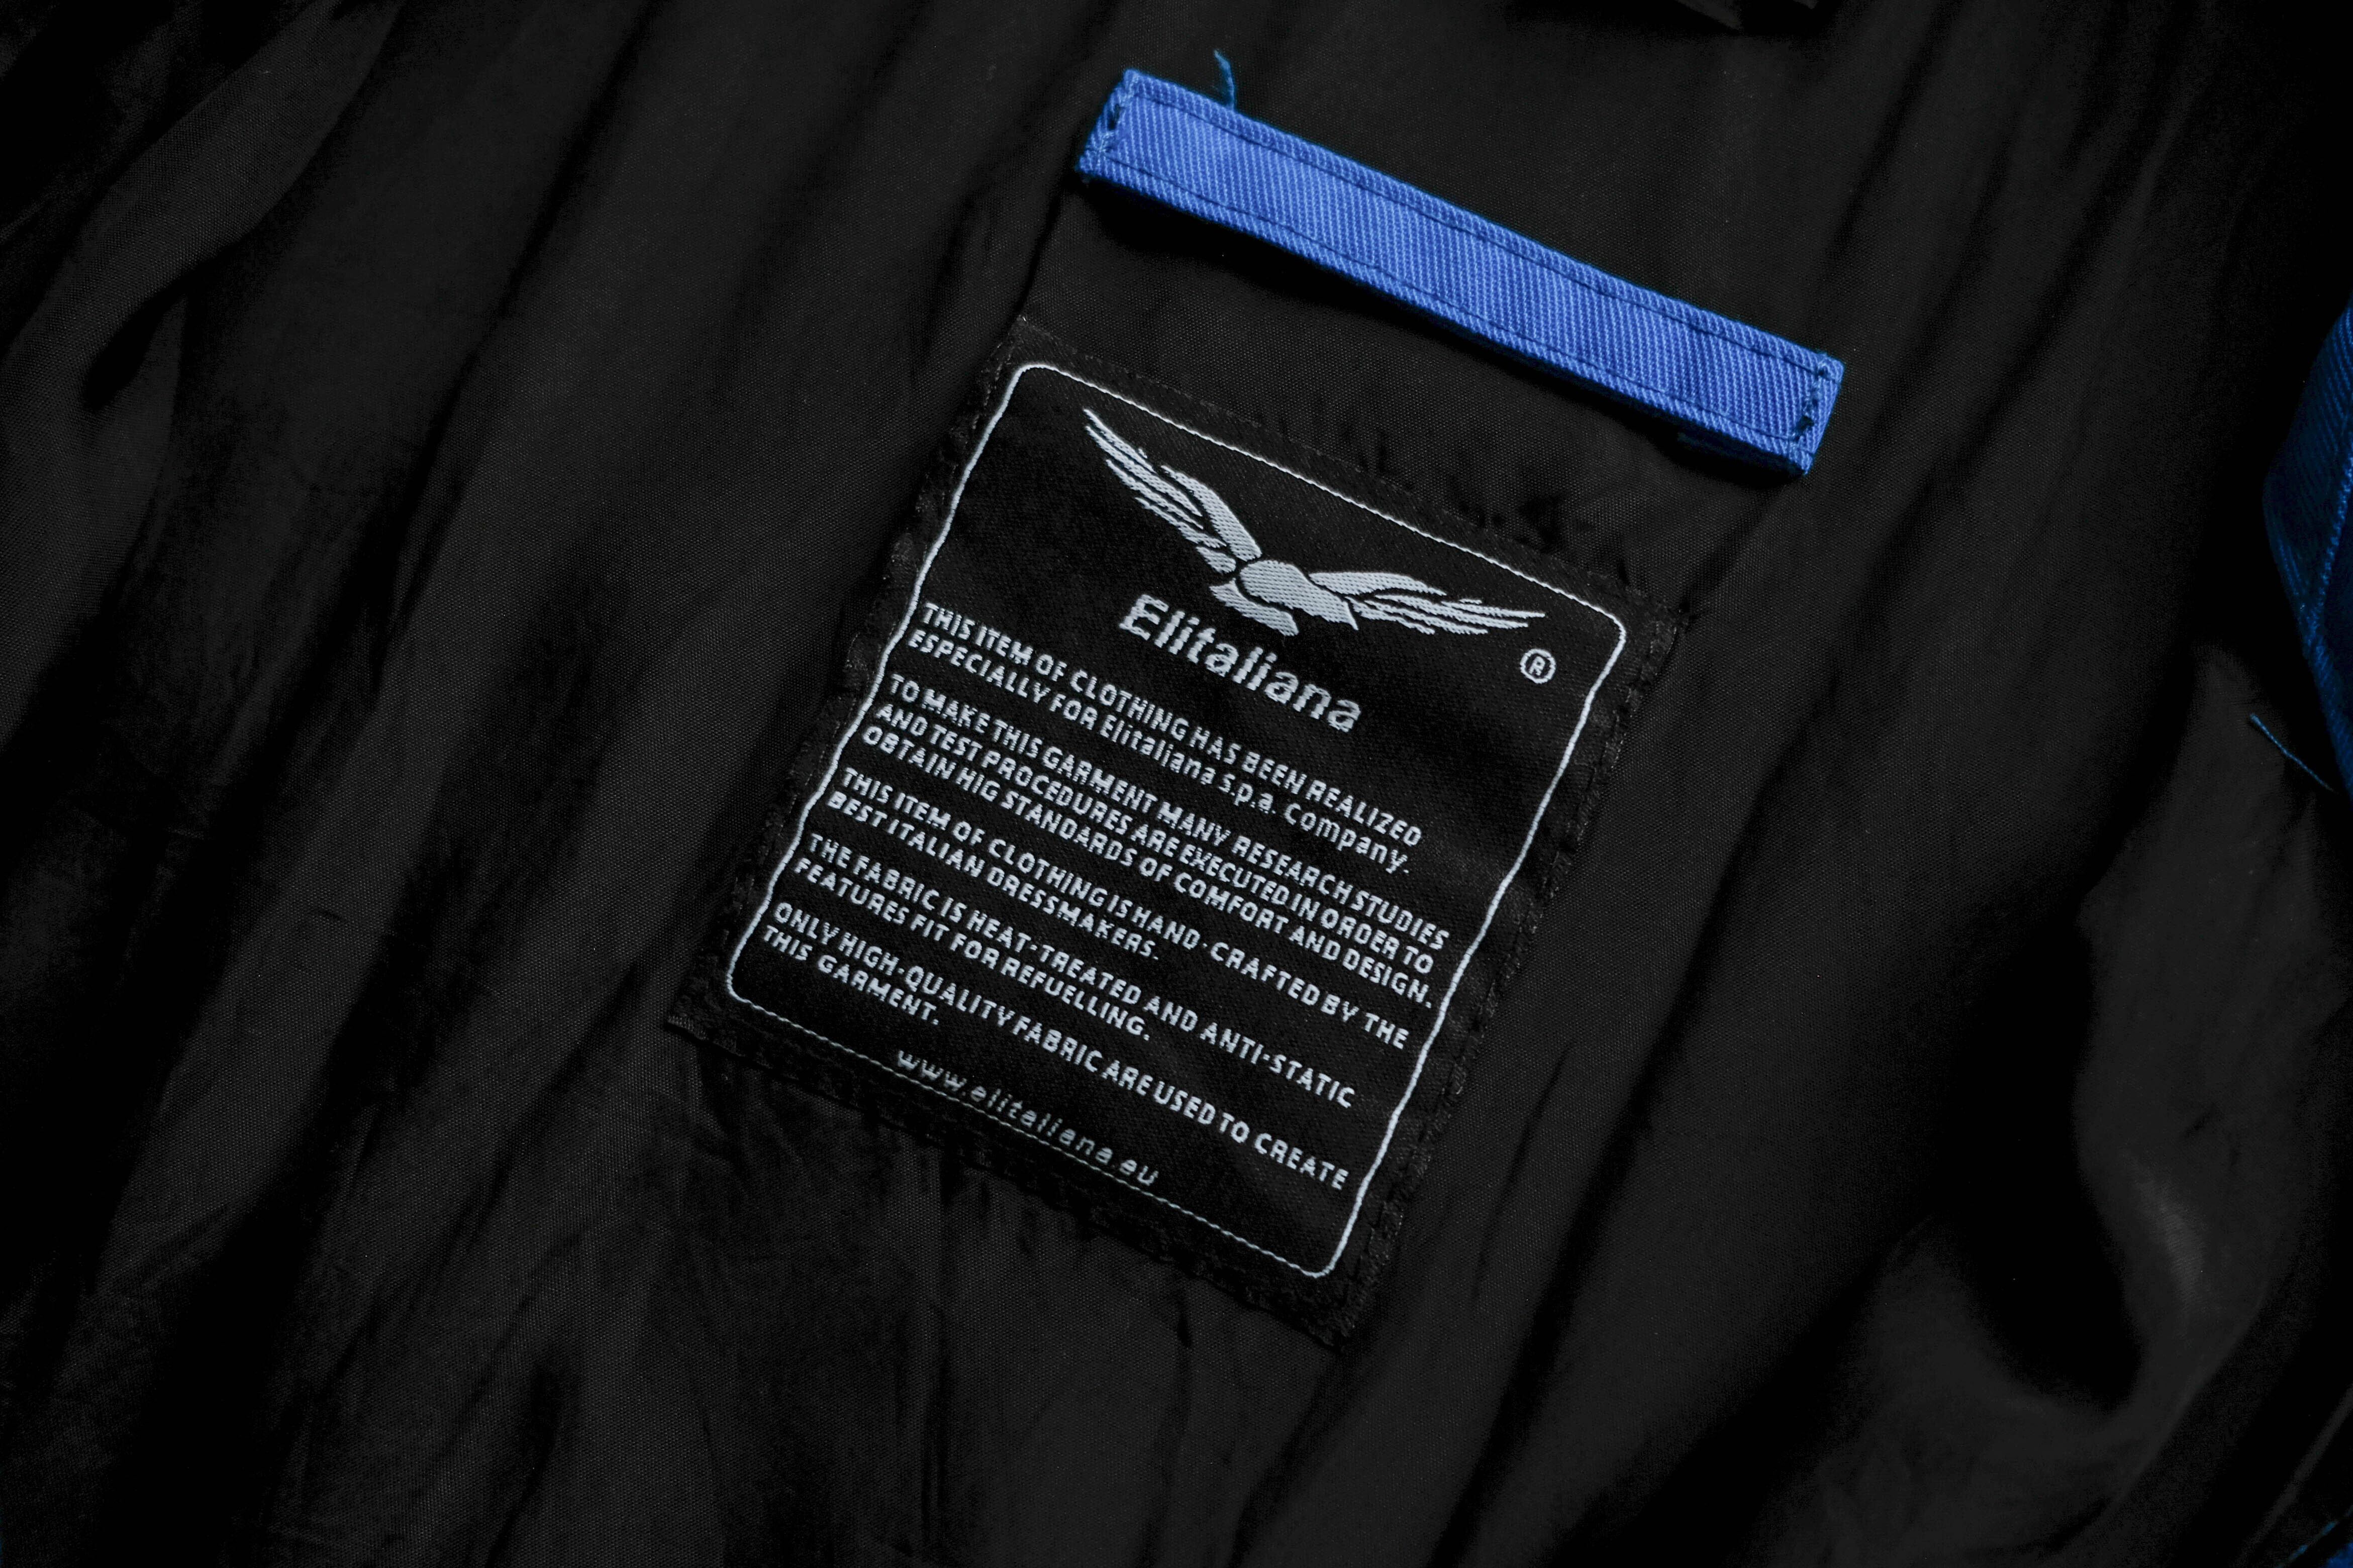 ®
Elitaliana
THIS ITEM OF CLOTHING HAS BEEN REALIZED
ESPECIALLY FOR Elitaliana s.p.a. Company.
TO MAKE THIS GARMENT MANY RESEARCH STUDIES
AND TEST PROCEDURES ARE EXECUTED IN ORDER TO
OBTAIN HIG STANDARDS OF COMFORT AND DESIGN.
THIS ITEM OF CLOTHING IS HAND-CRAFTED BY THE
BEST ITALIAN DRESSMAKERS.
THE FABRIC IS HEAT-TREATED AND ANTI-STATIC
FEATURES FIT FOR REFUELLING.
ONLY HIGH-QUALITY FABRIC ARE USED TO CREATE
THIS GARMENT.
www.elitaliana.eu